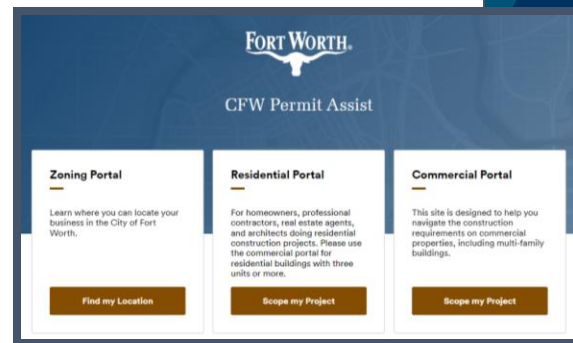 FORT WORTH®
CFW Permit Assist
Zoning Portal
Learn where you can locate your
business in the City of Fort
Worth.
Find my Location
Residential Portal
For homeowners, professional
contractors, real estate agents,
and architects doing residential
construction projects. Please use
the commercial portal for
residential buildings with three
units or more.
Scope my Project
Commercial Portal
This site is designed to help you
navigate the construction
requirements on commercial
properties, including multi-family
buildings.
Scope my Project